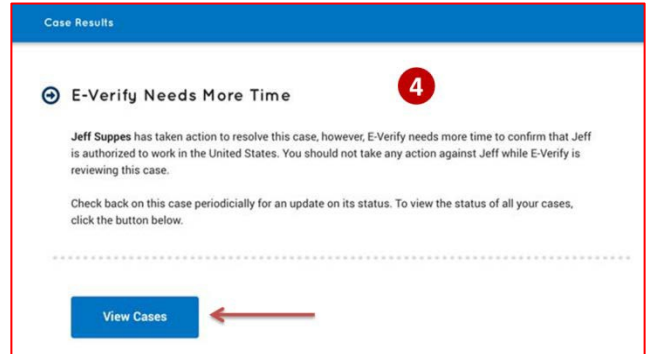 Case Results
E-Verify Needs More Time
4
Jeff Suppes has taken action to resolve this case, however, E-Verify needs more time to confirm that Jeff
is authorized to work in the United States. You should not take any action against Jeff while E-Verify is
reviewing this case.
Check back on this case periodicially for an update on its status. To view the status of all your cases,
click the button below.
View Cases